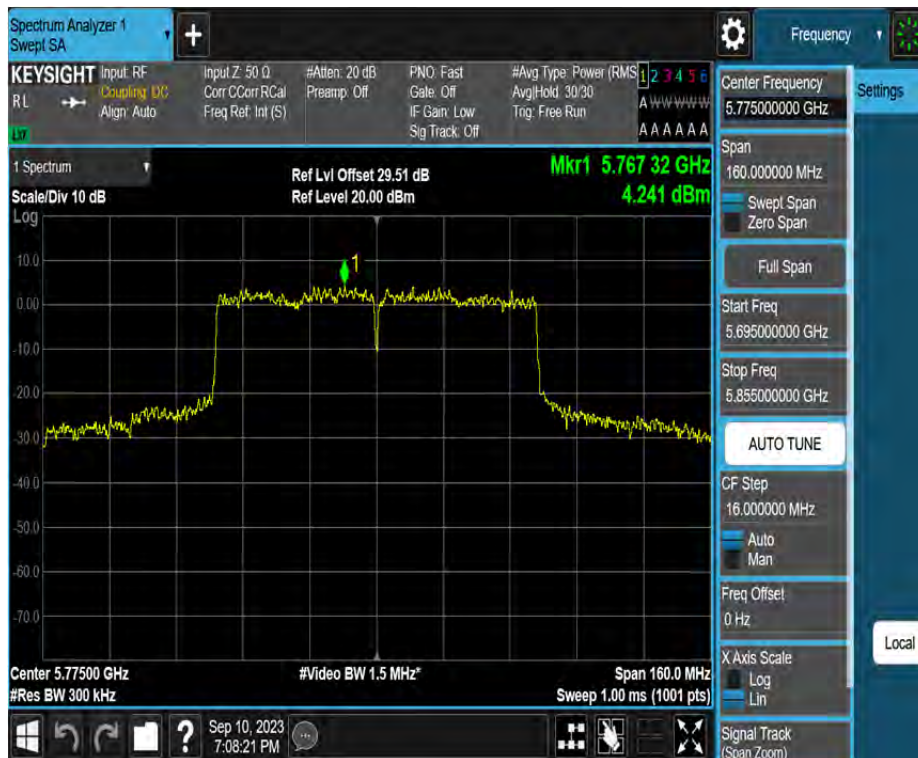 Spectrum Analyzer 1
Swept SA
+
Frequency
KEYSIGHT
RL
LXI
Input: RF
Coupling: DC
Align: Auto
Input Z: 50 Ω
Corr CCorr RCal
Freq Ref: Int (S)
#Atten: 20 dB
Preamp: Off
PNO: Fast
Gate: Off
IF Gain: Low
Sig Track: Off
#Avg Type: Power (RMS
Avg|Hold: 30/30
Trig: Free Run
1 2 3 4 5 6
A W W W W W
A A A A A A
1 Spectrum
Scale/Div 10 dB
Ref Lvl Offset 29.51 dB
Ref Level 20.00 dBm
Mkr1 5.767 32 GHz
4.241 dBm
Log
10.0
0.00
-10.0
-20.0
-30.0
-40.0
-50.0
-60.0
-70.0
1
Center 5.77500 GHz
#Res BW 300 kHz
#Video BW 1.5 MHz*
Span 160.0 MHz
Sweep 1.00 ms (1001 pts)
Center Frequency
5.775000000 GHz
Span
160.000000 MHz
Swept Span
Zero Span
Full Span
Start Freq
5.695000000 GHz
Stop Freq
5.855000000 GHz
AUTO TUNE
CF Step
16.000000 MHz
Auto
Man
Freq Offset
0 Hz
X Axis Scale
Log
Lin
Signal Track
(Span Zoom)
Settings
Local
?
Sep 10, 2023
7:08:21 PM